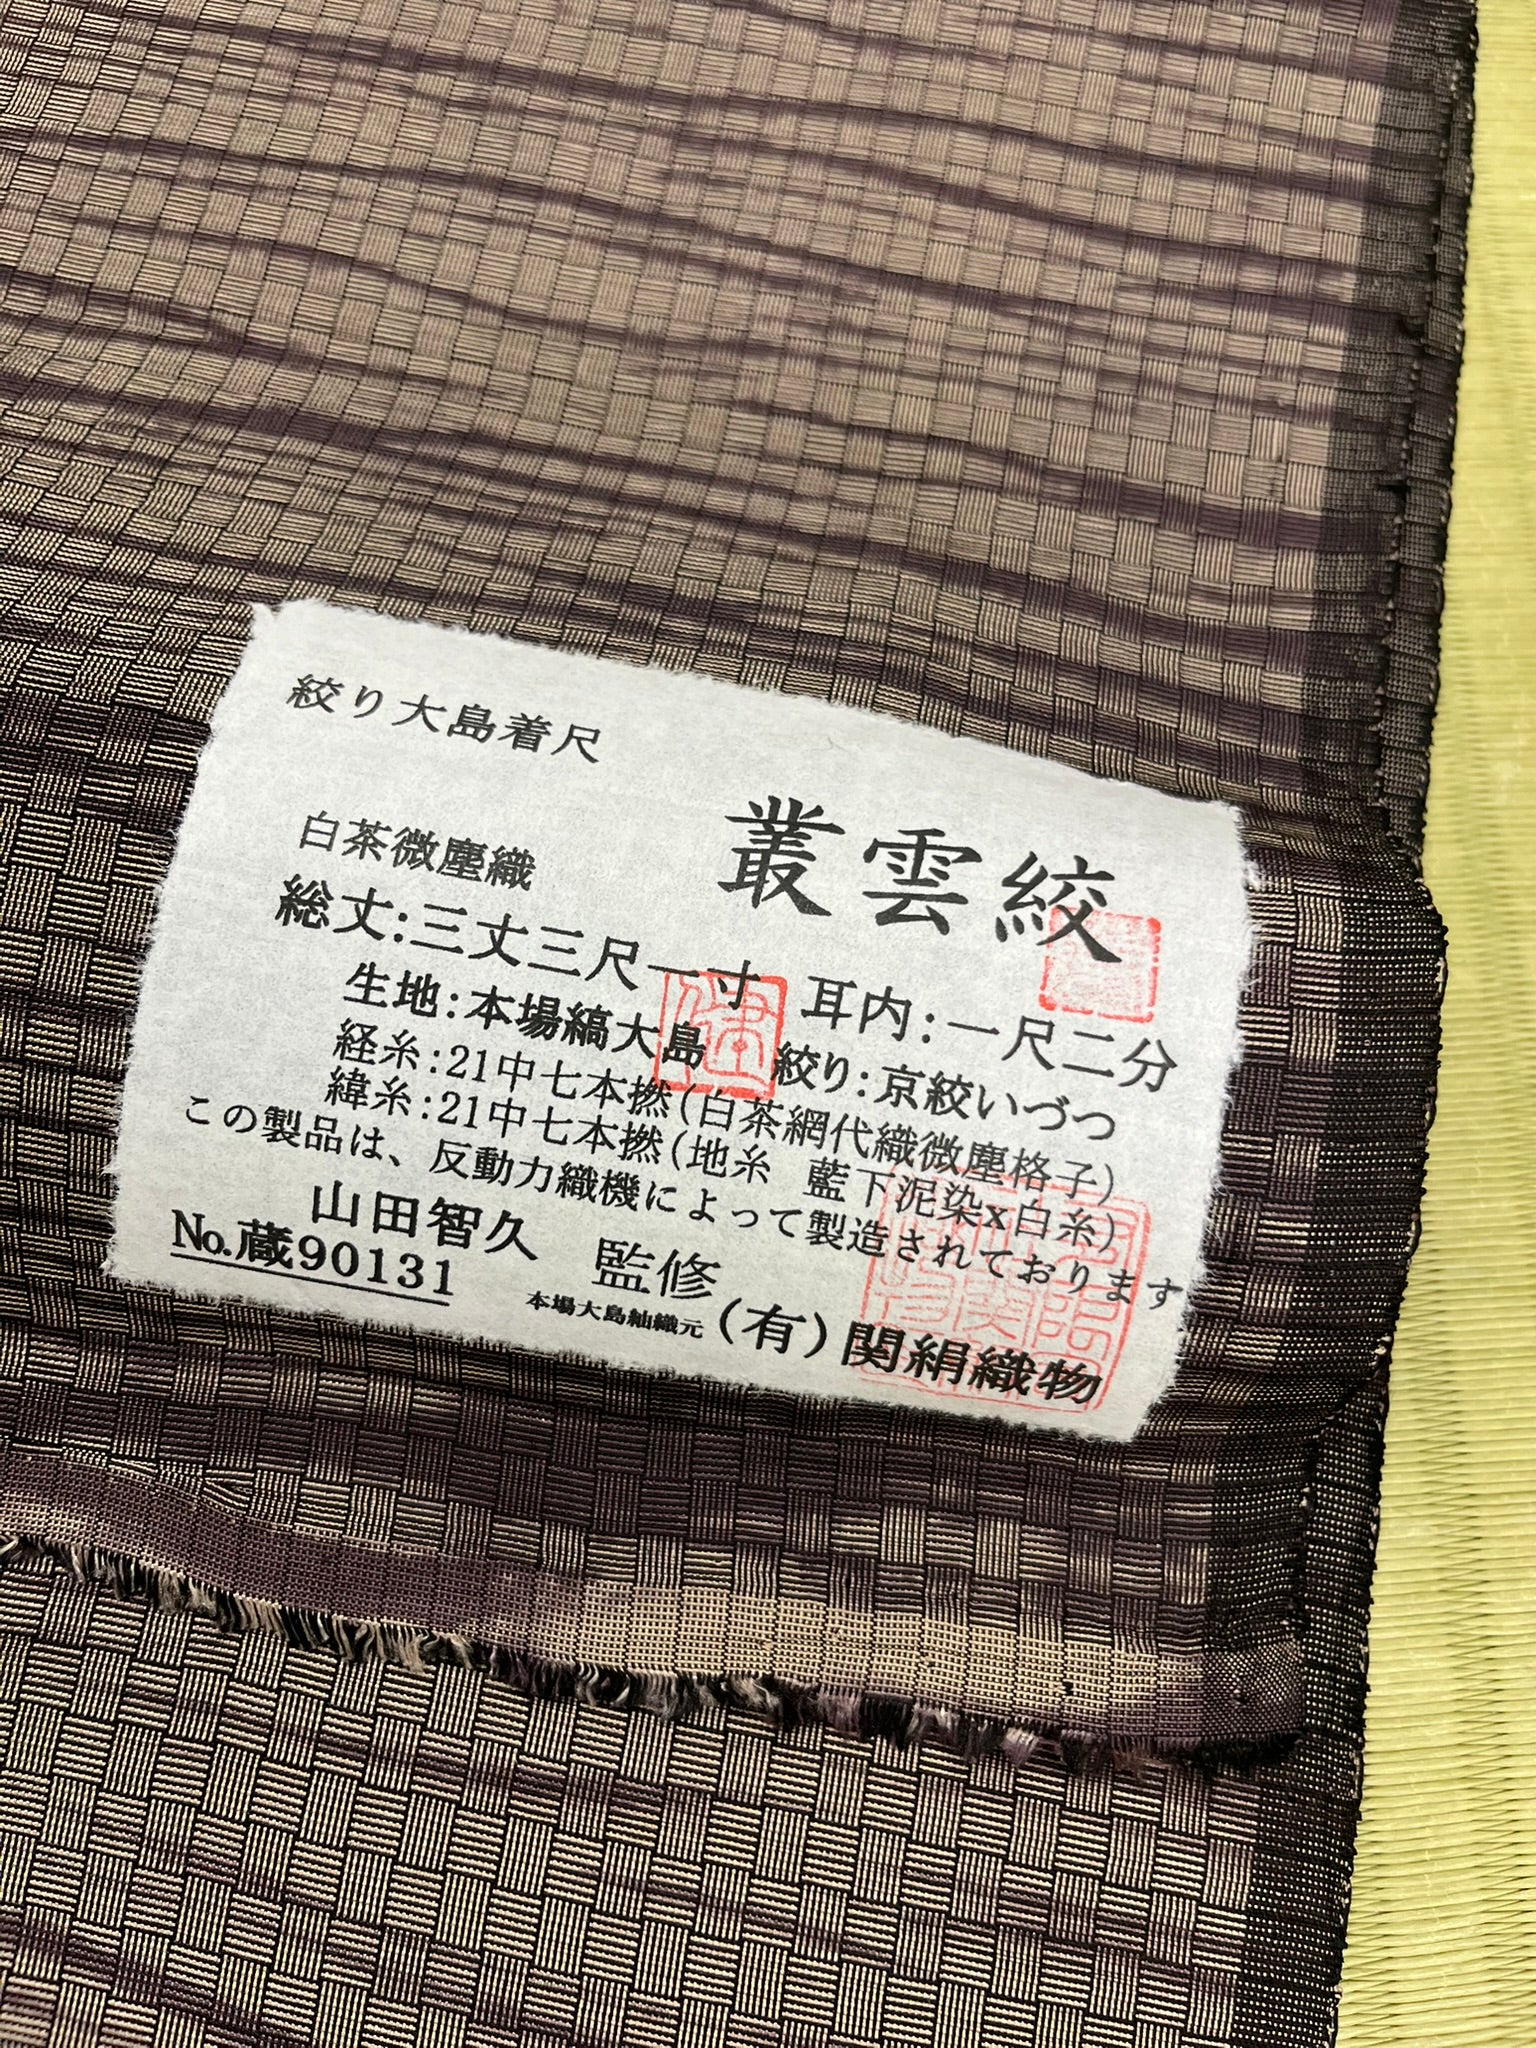 絞り大島着尺
叢雲絞
白茶微塵織
総丈:三丈三尺一寸 耳内:一尺二分
生地:本場縞大島 絞り:京絞いづつ
経糸:21中七本撚(白茶網代織微塵格子)
緯糸:21中七本撚(地糸 藍下泥染x白糸)
この製品は、反動力織機によって製造されております
山田智久 監修
No.蔵90131
本場大島紬織元 (有)関絹織物